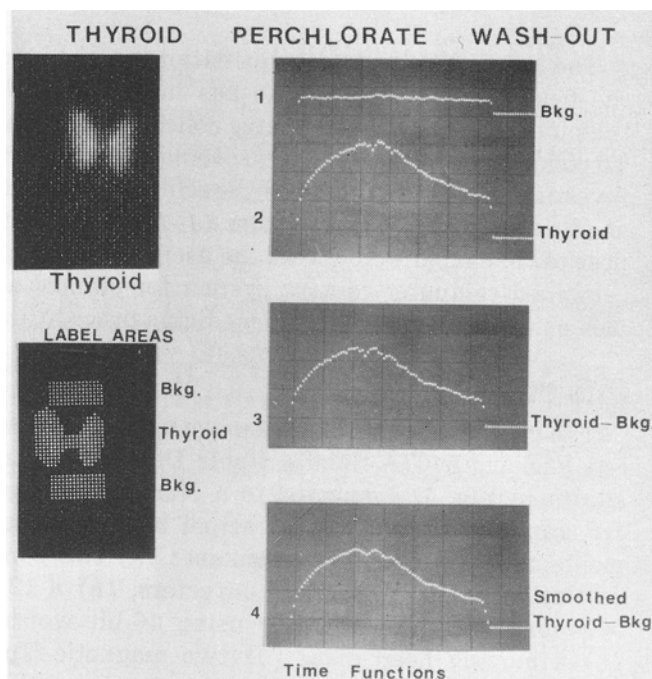 THYROID PERCHLORATE WASH-OUT
1
Bkg.
2
Thyroid
Thyroid
LABEL AREAS
Bkg.
Thyroid
Bkg.
3
Thyroid-Bkg.
4
Smoothed
Thyroid-Bkg
Time Functions